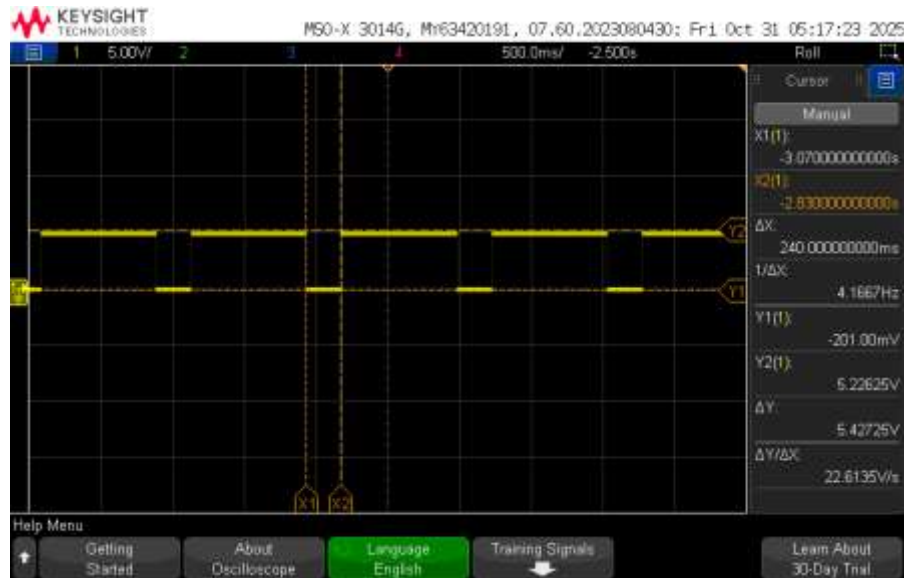 KEYSIGHT
TECHNOLOGIES
MSO-X 3014G, MY63420191, 07.60.2023080430: Fri Oct 31 05:17:23 2025
1 5.00V/ 2 3 4 500.0ms/ -2.500s Roll
Cursor
Manual
X1(1):
-3.070000000000s
X2(1):
-2.830000000000s
ΔX:
240.000000000ms
1/ΔX:
4.1667Hz
Y1(1):
-201.00mV
Y2(1):
5.22625V
ΔY:
5.42725V
ΔY/ΔX:
22.6135V/s
Y2
Y1
X1 X2
Help Menu
Getting Started
About Oscilloscope
Language English
Training Signals
Learn About 30-Day Trial